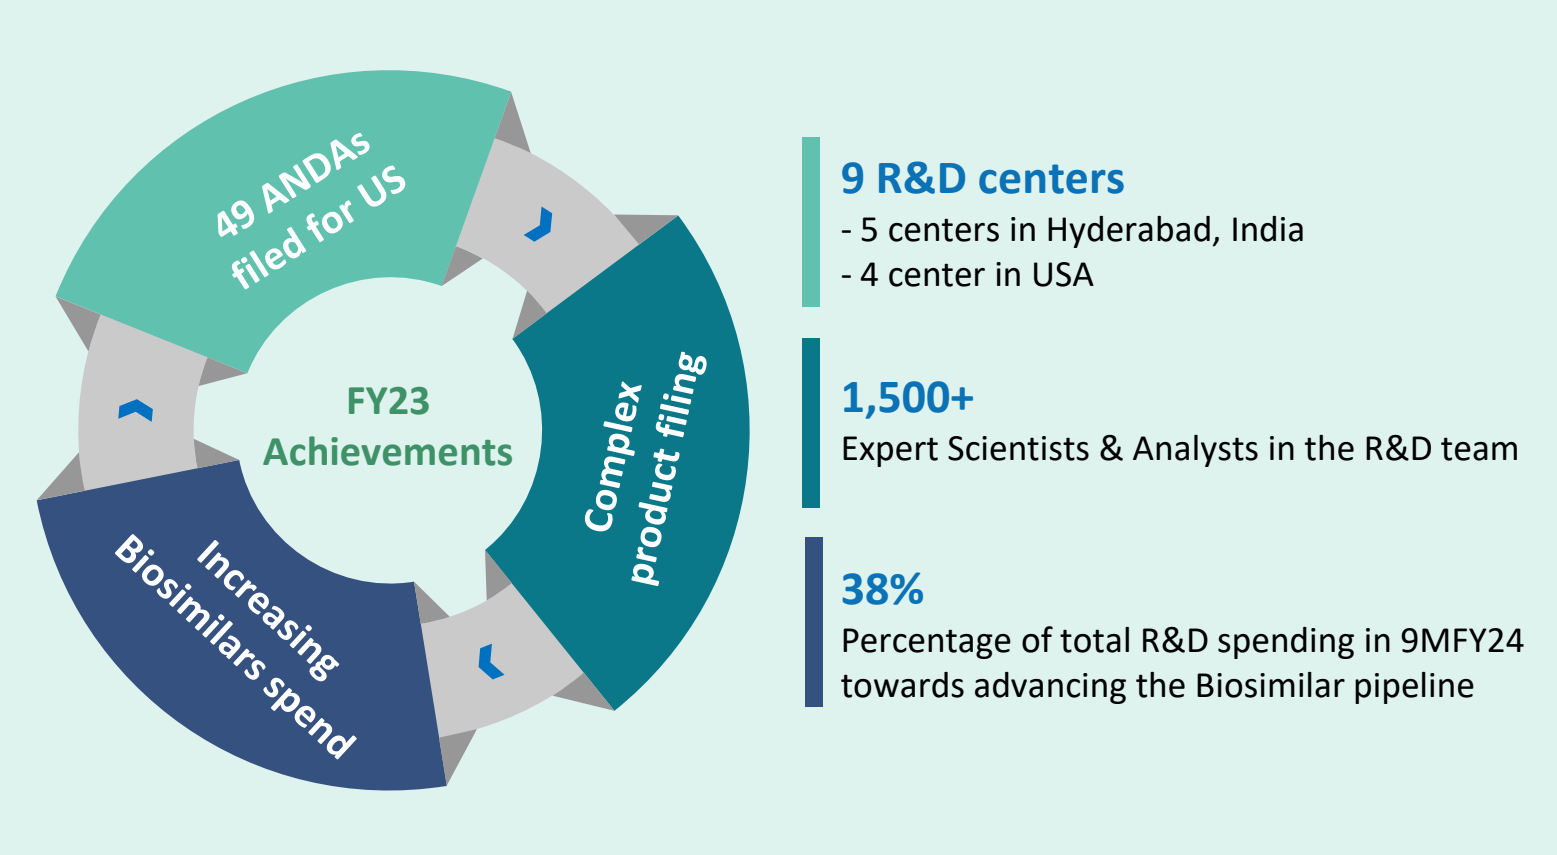 49 ANDAs
filed for US
Complex
product filing
Increasing
Biosimilars spend
FY23
Achievements
9 R&D centers
- 5 centers in Hyderabad, India
- 4 center in USA
1,500+
Expert Scientists & Analysts in the R&D team
38%
Percentage of total R&D spending in 9MFY24
towards advancing the Biosimilar pipeline